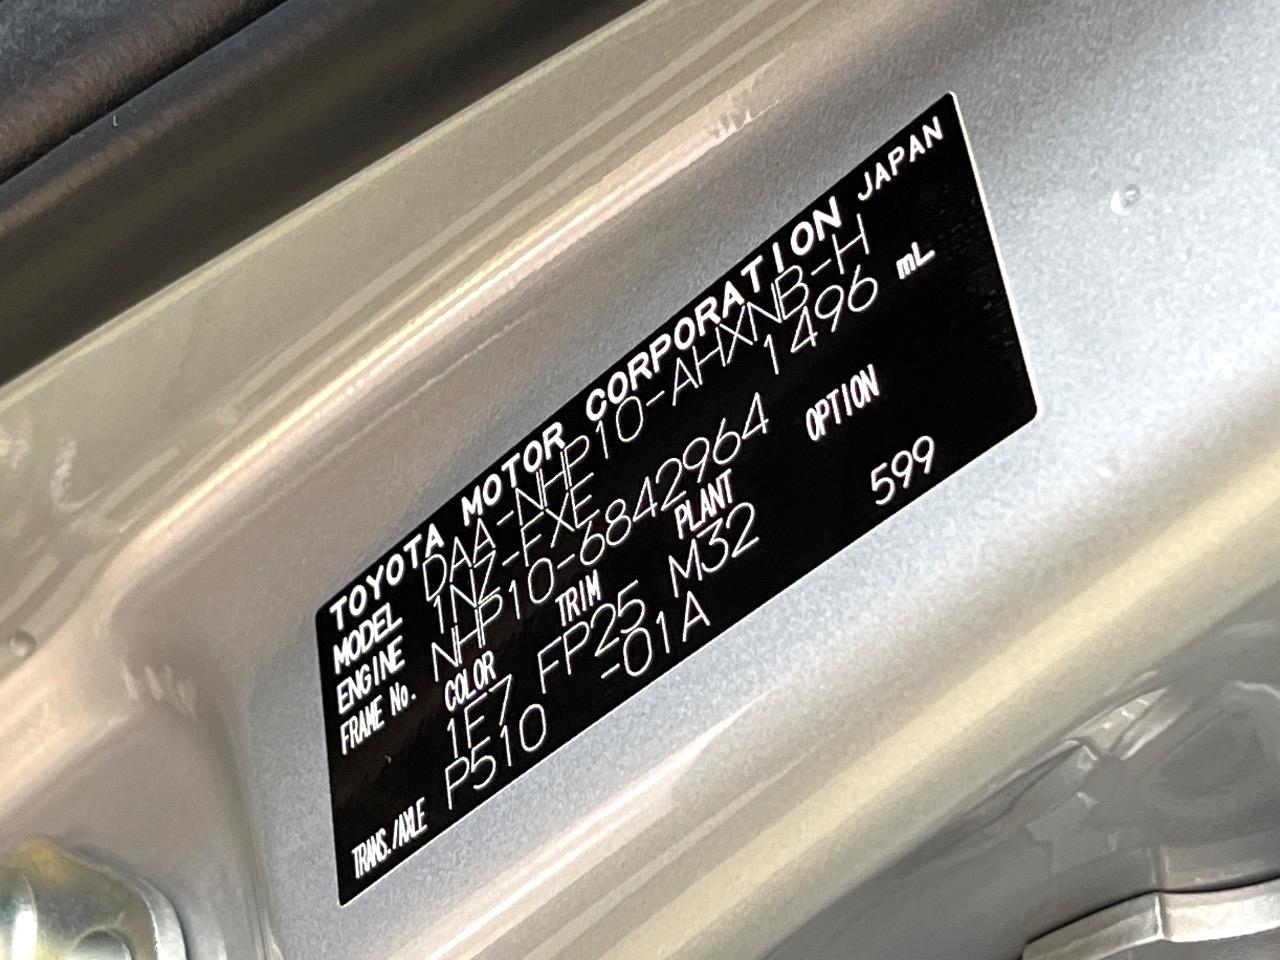 TOYOTA MOTOR CORPORATION JAPAN
MODEL DAA-NHP10-AHXNB-H
ENGINE 1NZ-FXE 1496 mL
FRAME No. NHP10-6842964
COLOR TRIM PLANT OPTION
1E7 FP25 M32 599
TRANS./AXLE P510 -01A